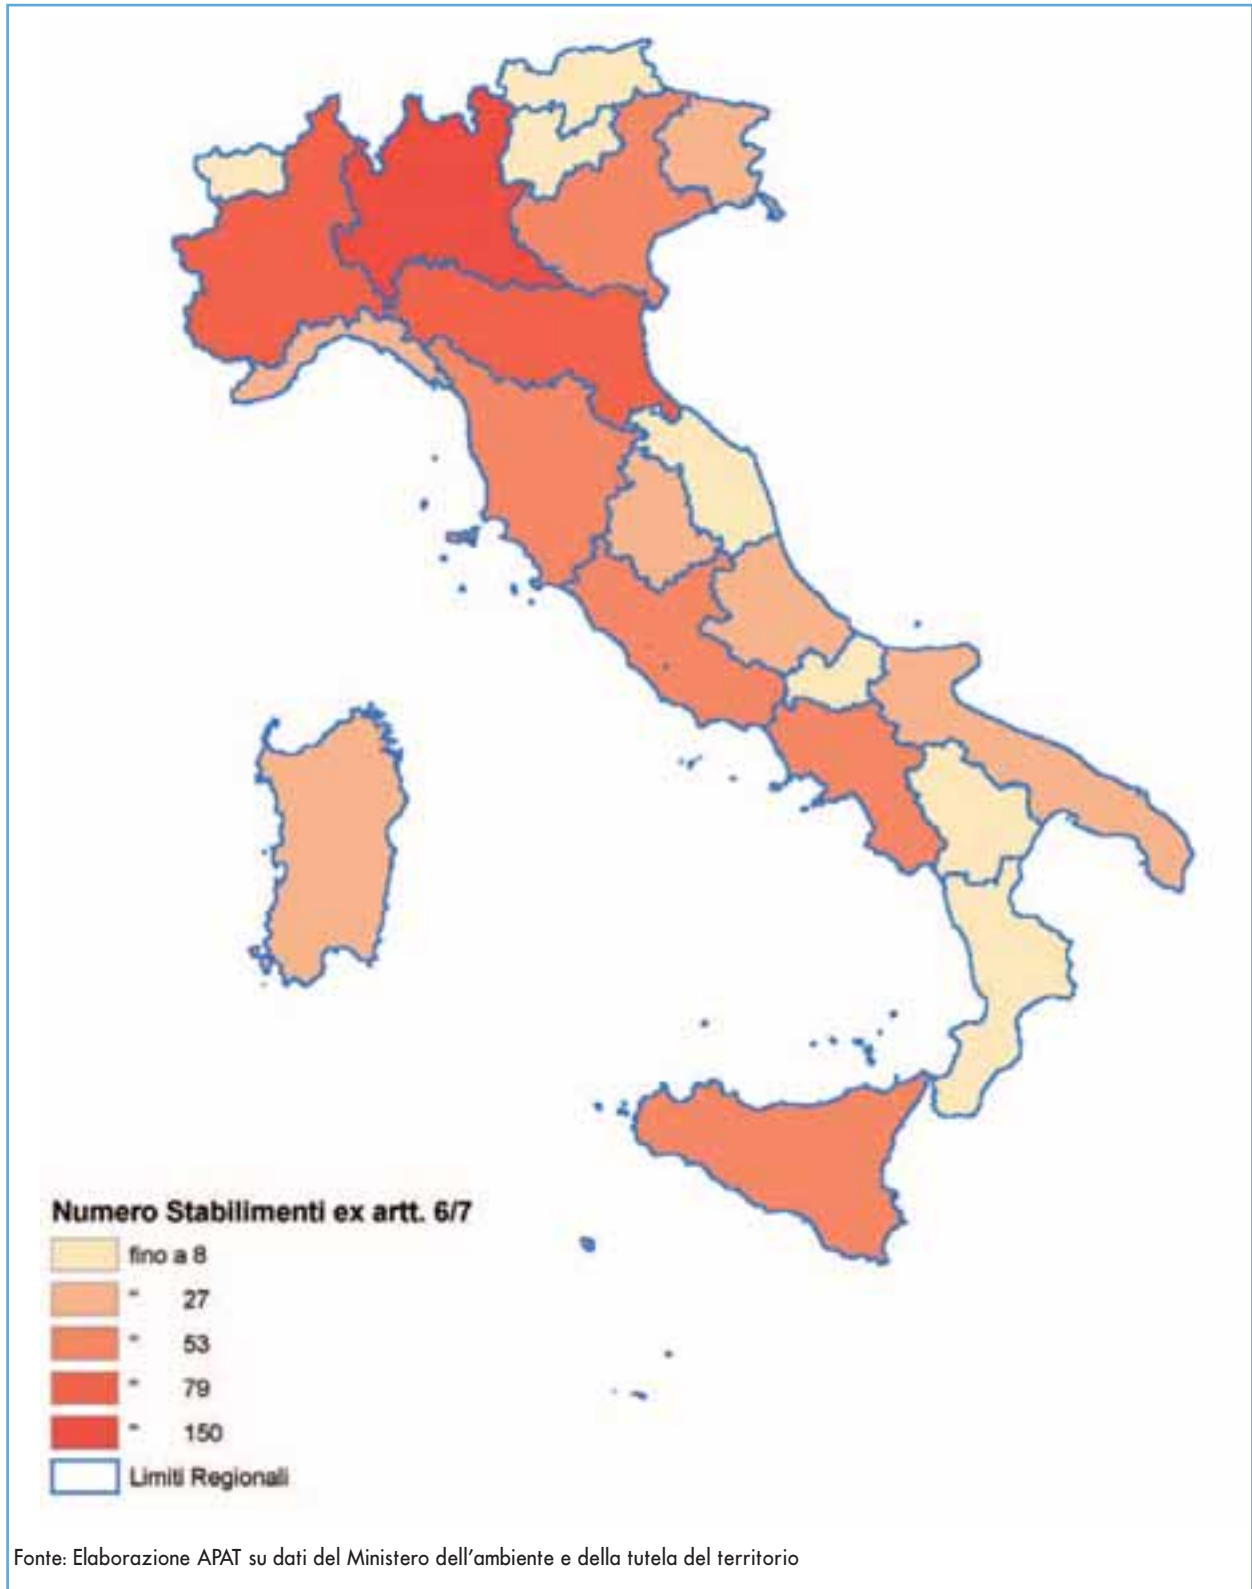 Numero Stabilimenti ex artt. 6/7
fino a 8
" 27
" 53
" 79
" 150
Limiti Regionali
Fonte: Elaborazione APAT su dati del Ministero dell'ambiente e della tutela del territorio